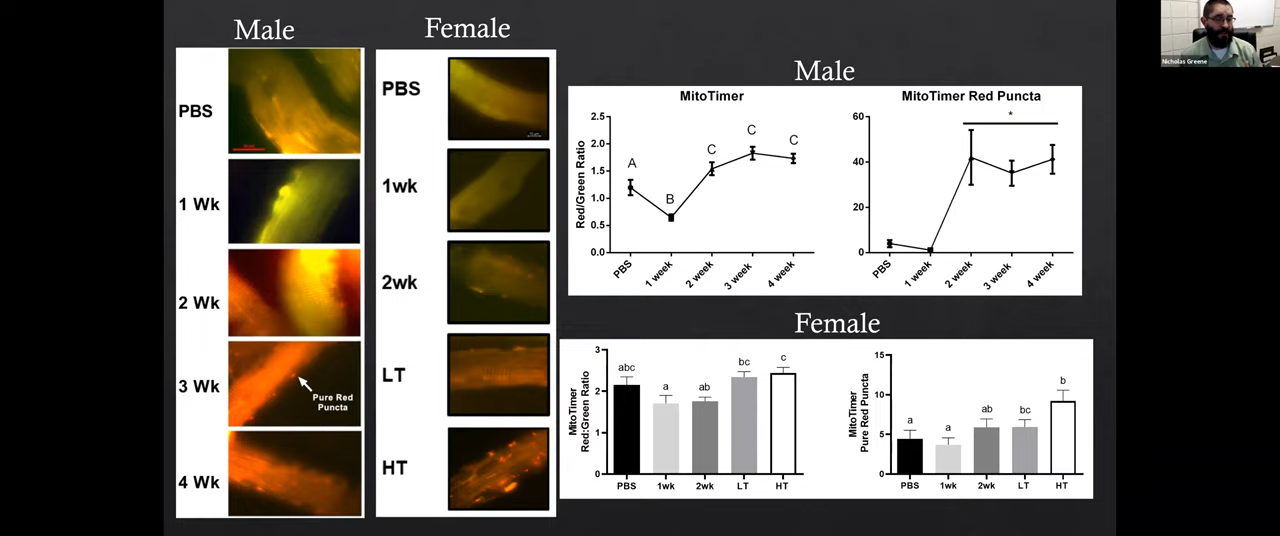 Male
Female
PBS
1 Wk
2 Wk
3 Wk
Pure Red
Puncta
4 Wk
PBS
1wk
2wk
LT
HT
Male
MitoTimer
Red/Green Ratio
2.5
2.0
1.5
1.0
0.5
0.0
A
B
C
C
C
PBS
1 week
2 week
3 week
4 week
MitoTimer Red Puncta
60
40
20
0
*
PBS
1 week
2 week
3 week
4 week
Female
MitoTimer
Red:Green Ratio
3
2
1
0
abc
a
ab
bc
c
PBS
1wk
2wk
LT
HT
MitoTimer
Pure Red Puncta
15
10
5
0
a
a
ab
bc
b
PBS
1wk
2wk
LT
HT
Nicholas Greene